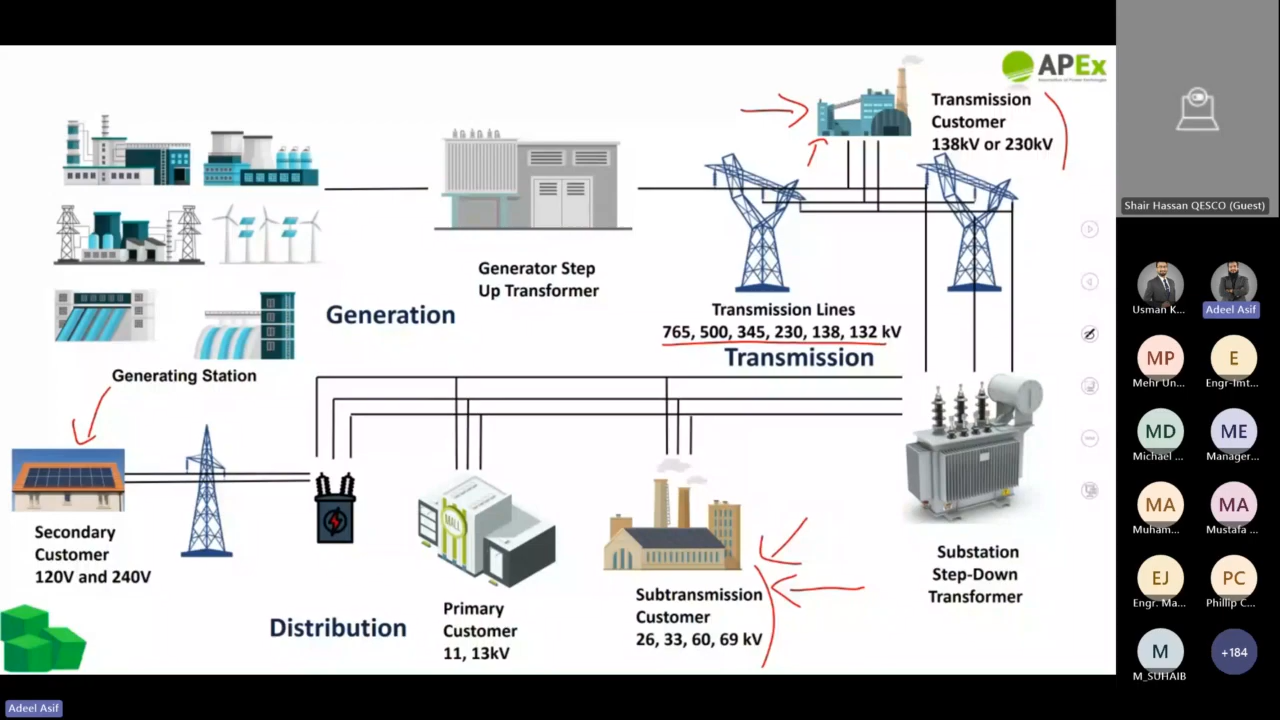 APEx
Transmission
Customer
138kV or 230kV
Generator Step
Up Transformer
Transmission Lines
765, 500, 345, 230, 138, 132 kV
Generation
Transmission
Generating Station
Secondary
Customer
120V and 240V
Distribution
MALL
Primary
Customer
11, 13kV
Subtransmission
Customer
26, 33, 60, 69 kV
Substation
Step-Down
Transformer
Shair Hassan QESCO (Guest)
Usman K...
Adeel Asif
MP
Mehr Un...
E
Engr-Imt...
MD
Michael ...
ME
Manager...
MA
Muham...
MA
Mustafa ...
EJ
Engr. Ma...
PC
Phillip C...
M
M_SUHAIB
+184
Adeel Asif